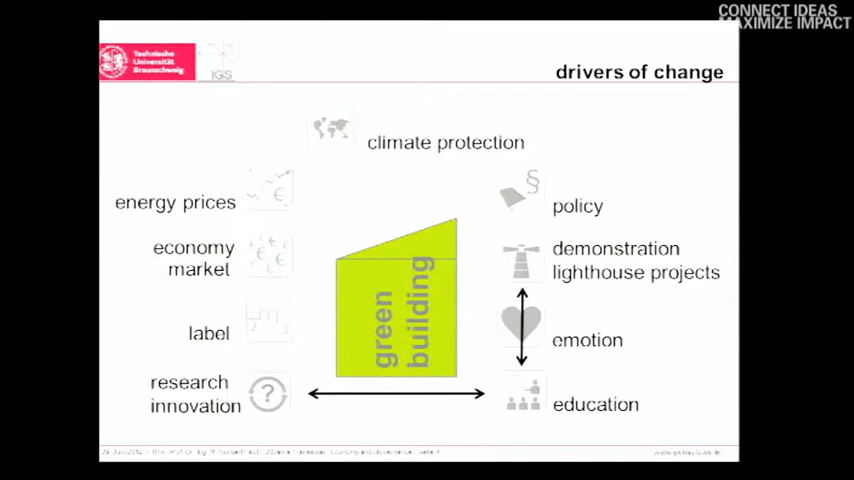 CONNECT IDEAS
MAXIMIZE IMPACT
Technische
Universität
Braunschweig
IGS
drivers of change
climate protection
energy prices
policy
economy
market
demonstration
lighthouse projects
green
building
label
emotion
research
innovation
education